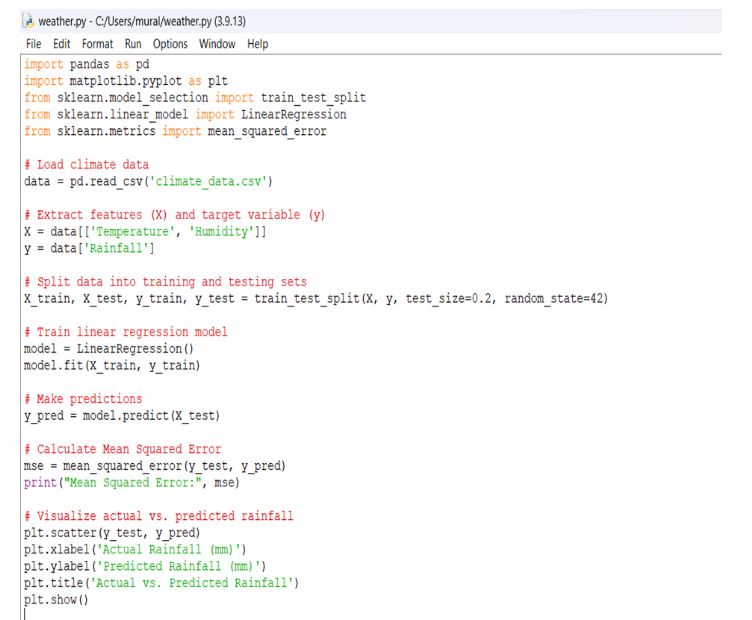 weather.py - C:/Users/mural/weather.py (3.9.13)
File Edit Format Run Options Window Help
import pandas as pd
import matplotlib.pyplot as plt
from sklearn.model_selection import train_test_split
from sklearn.linear_model import LinearRegression
from sklearn.metrics import mean_squared_error

# Load climate data
data = pd.read_csv('climate_data.csv')

# Extract features (X) and target variable (y)
X = data[['Temperature', 'Humidity']]
y = data['Rainfall']

# Split data into training and testing sets
X_train, X_test, y_train, y_test = train_test_split(X, y, test_size=0.2, random_state=42)

# Train linear regression model
model = LinearRegression()
model.fit(X_train, y_train)

# Make predictions
y_pred = model.predict(X_test)

# Calculate Mean Squared Error
mse = mean_squared_error(y_test, y_pred)
print("Mean Squared Error:", mse)

# Visualize actual vs. predicted rainfall
plt.scatter(y_test, y_pred)
plt.xlabel('Actual Rainfall (mm)')
plt.ylabel('Predicted Rainfall (mm)')
plt.title('Actual vs. Predicted Rainfall')
plt.show()